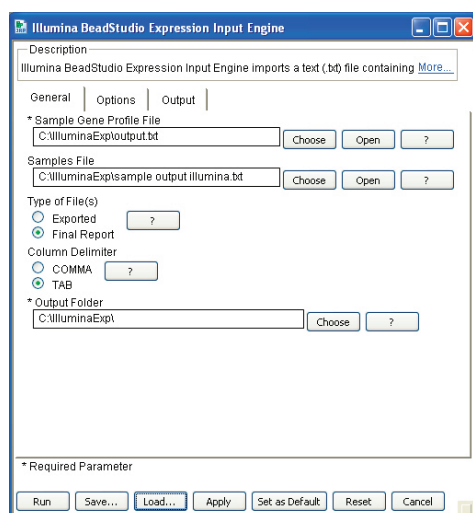 Illumina BeadStudio Expression Input Engine
Description
Illumina BeadStudio Expression Input Engine imports a text (.txt) file containing More...
General Options Output
* Sample Gene Profile File
C:\IlluminaExp\output.txt Choose Open ?
Samples File
C:\IlluminaExp\sample output illumina.txt Choose Open ?
Type of File(s)
Exported ?
Final Report
Column Delimiter
COMMA ?
TAB
* Output Folder
C:\IlluminaExp\ Choose ?
* Required Parameter
Run Save... Load... Apply Set as Default Reset Cancel